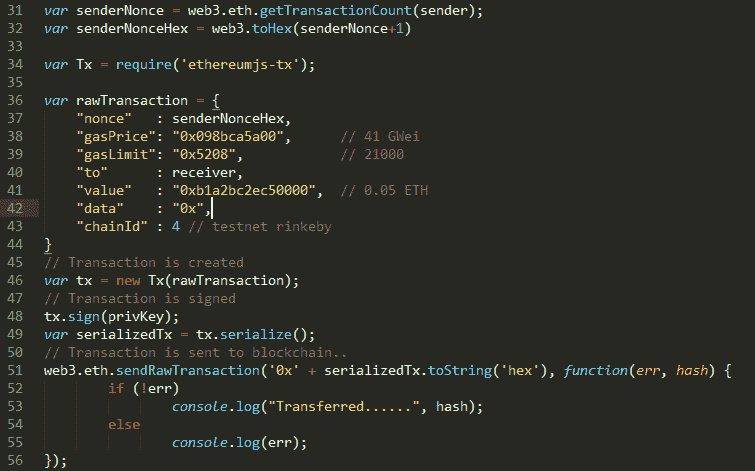 31 var senderNonce = web3.eth.getTransactionCount(sender);
32 var senderNonceHex = web3.toHex(senderNonce+1)
33
34 var Tx = require('ethereumjs-tx');
35
36 var rawTransaction = {
37     "nonce"   : senderNonceHex,
38     "gasPrice": "0x098bca5a00",      // 41 GWei
39     "gasLimit": "0x5208",            // 21000
40     "to"      : receiver,
41     "value"   : "0xb1a2bc2ec50000",  // 0.05 ETH
42     "data"    : "0x",
43     "chainId" : 4 // testnet rinkeby
44 }
45 // Transaction is created
46 var tx = new Tx(rawTransaction);
47 // Transaction is signed
48 tx.sign(privKey);
49 var serializedTx = tx.serialize();
50 // Transaction is sent to blockchain..
51 web3.eth.sendRawTransaction('0x' + serializedTx.toString('hex'), function(err, hash) {
52         if (!err)
53                 console.log("Transferred......", hash);
54         else
55                 console.log(err);
56 });